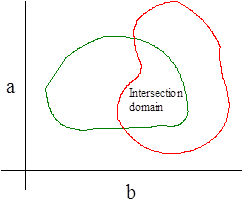 a
Intersection
domain
b